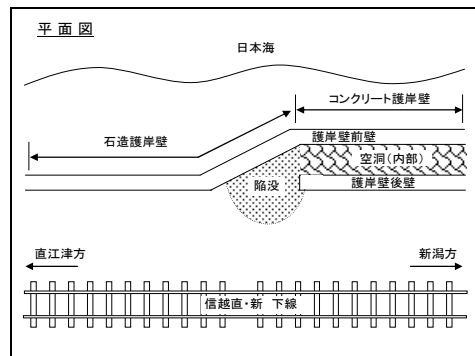 平面図
日本海
コンクリート護岸壁
石造護岸壁
護岸壁前壁
空洞(内部)
陥没
護岸壁後壁
直江津方
新潟方
信越直・新 下線